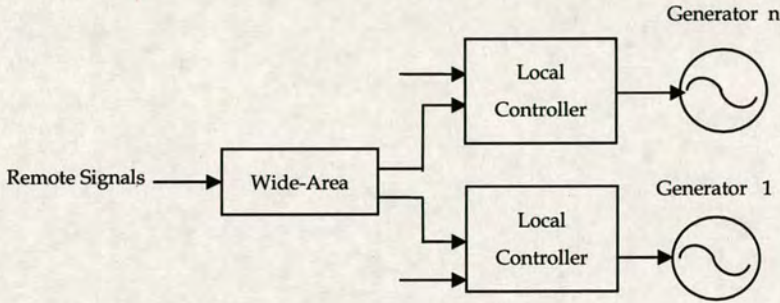 Generator n
Local
Controller
Remote Signals
Wide-Area
Generator 1
Local
Controller